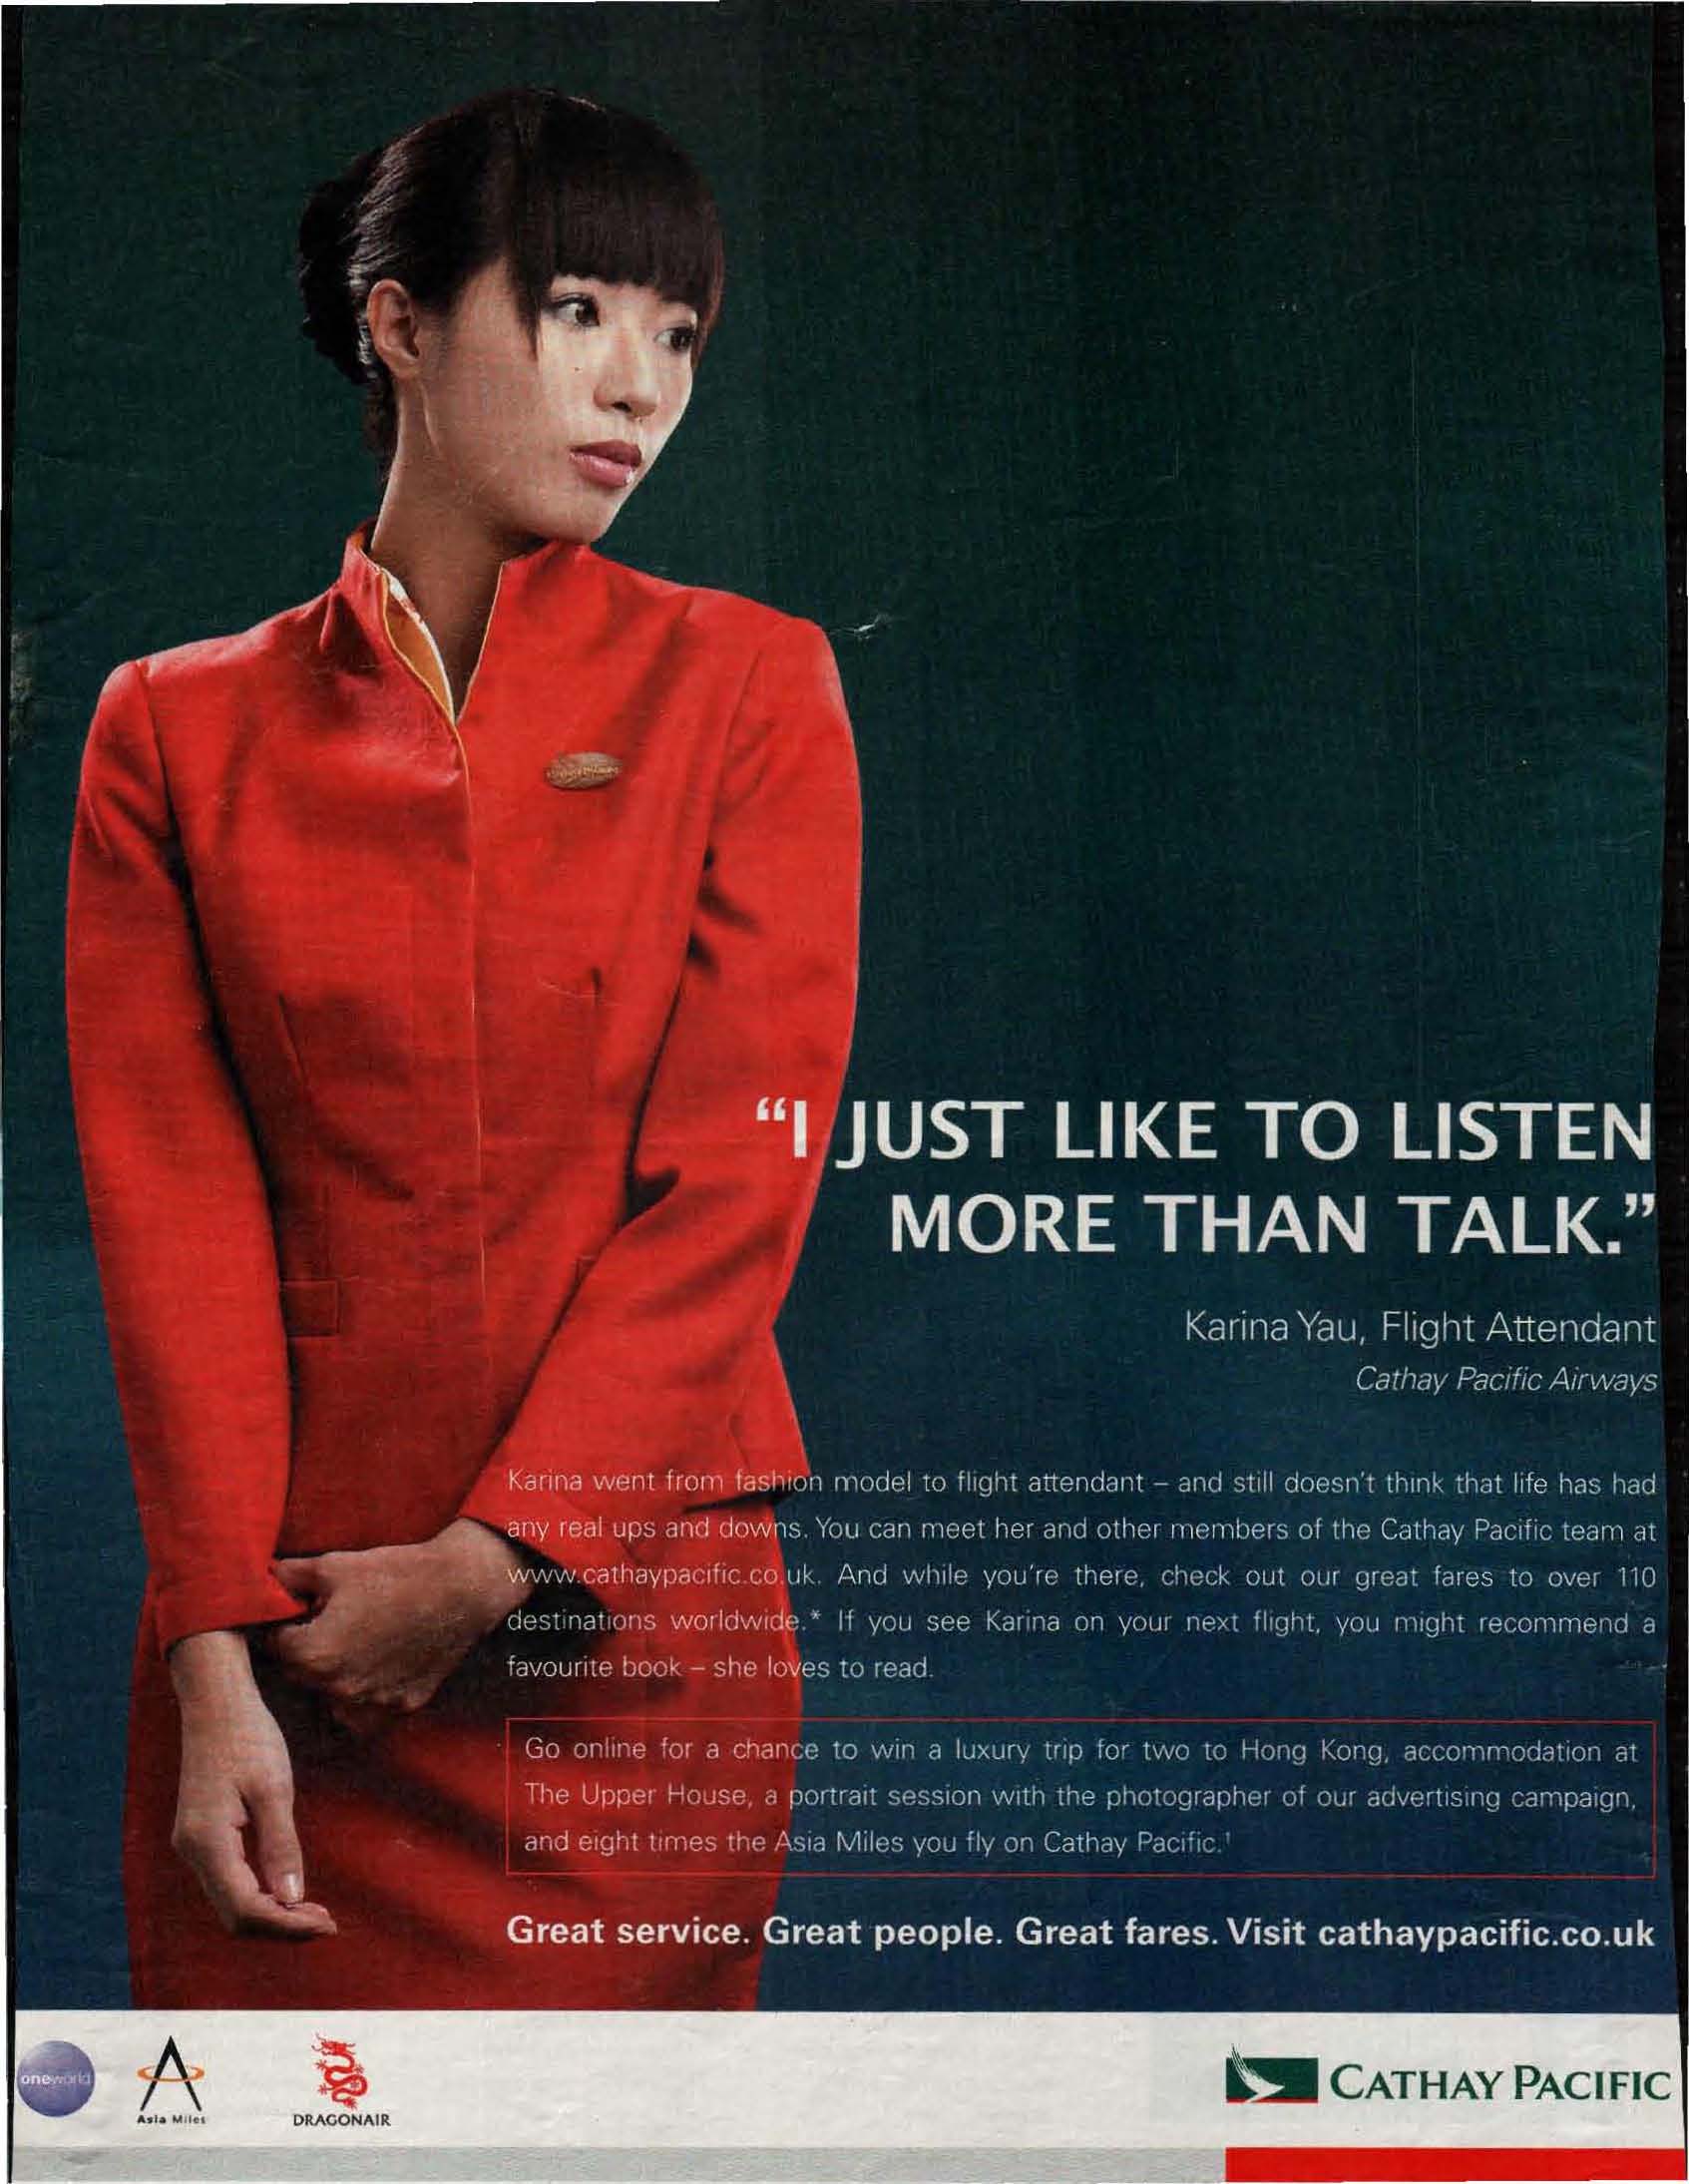 “I JUST LIKE TO LISTEN
MORE THAN TALK.”
Karina Yau, Flight Attendant
Cathay Pacific Airways
Karina went from fashion model to flight attendant – and still doesn't think that life has had
any real ups and downs. You can meet her and other members of the Cathay Pacific team at
www.cathaypacific.co.uk. And while you're there, check out our great fares to over 110
destinations worldwide.* If you see Karina on your next flight, you might recommend a
favourite book – she loves to read.
Go online for a chance to win a luxury trip for two to Hong Kong, accommodation at
The Upper House, a portrait session with the photographer of our advertising campaign,
and eight times the Asia Miles you fly on Cathay Pacific.†
Great service. Great people. Great fares. Visit cathaypacific.co.uk
oneworld
Asia Miles
DRAGONAIR
CATHAY PACIFIC